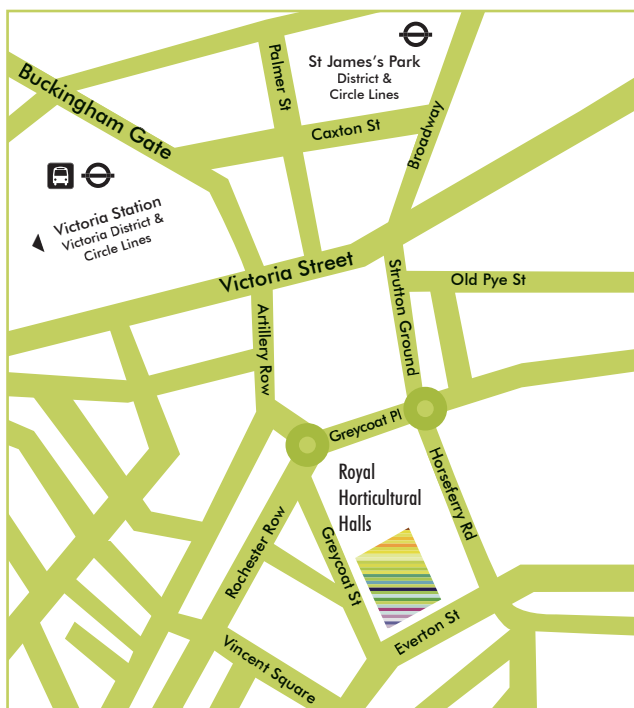 Buckingham Gate
Palmer St
St James's Park
District &
Circle Lines
Caxton St
Broadway
Victoria Station
Victoria District &
Circle Lines
Victoria Street
Strutton Ground
Old Pye St
Artillery Row
Greycoat Pl
Royal
Horticultural
Halls
Horseferry Rd
Rochester Row
Greycoat St
Everton St
Vincent Square